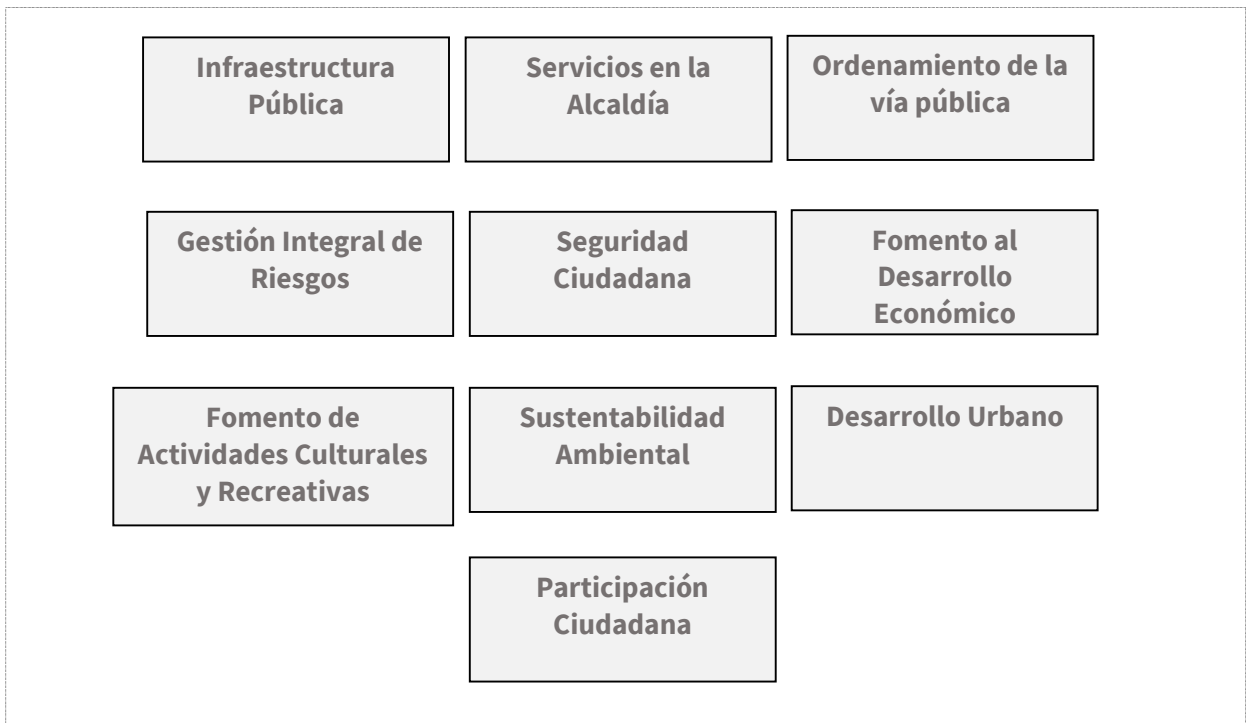 Infraestructura
Pública
Servicios en la
Alcaldía
Ordenamiento de la
vía pública
Gestión Integral de
Riesgos
Seguridad
Ciudadana
Fomento al
Desarrollo
Económico
Fomento de
Actividades Culturales
y Recreativas
Sustentabilidad
Ambiental
Desarrollo Urbano
Participación
Ciudadana